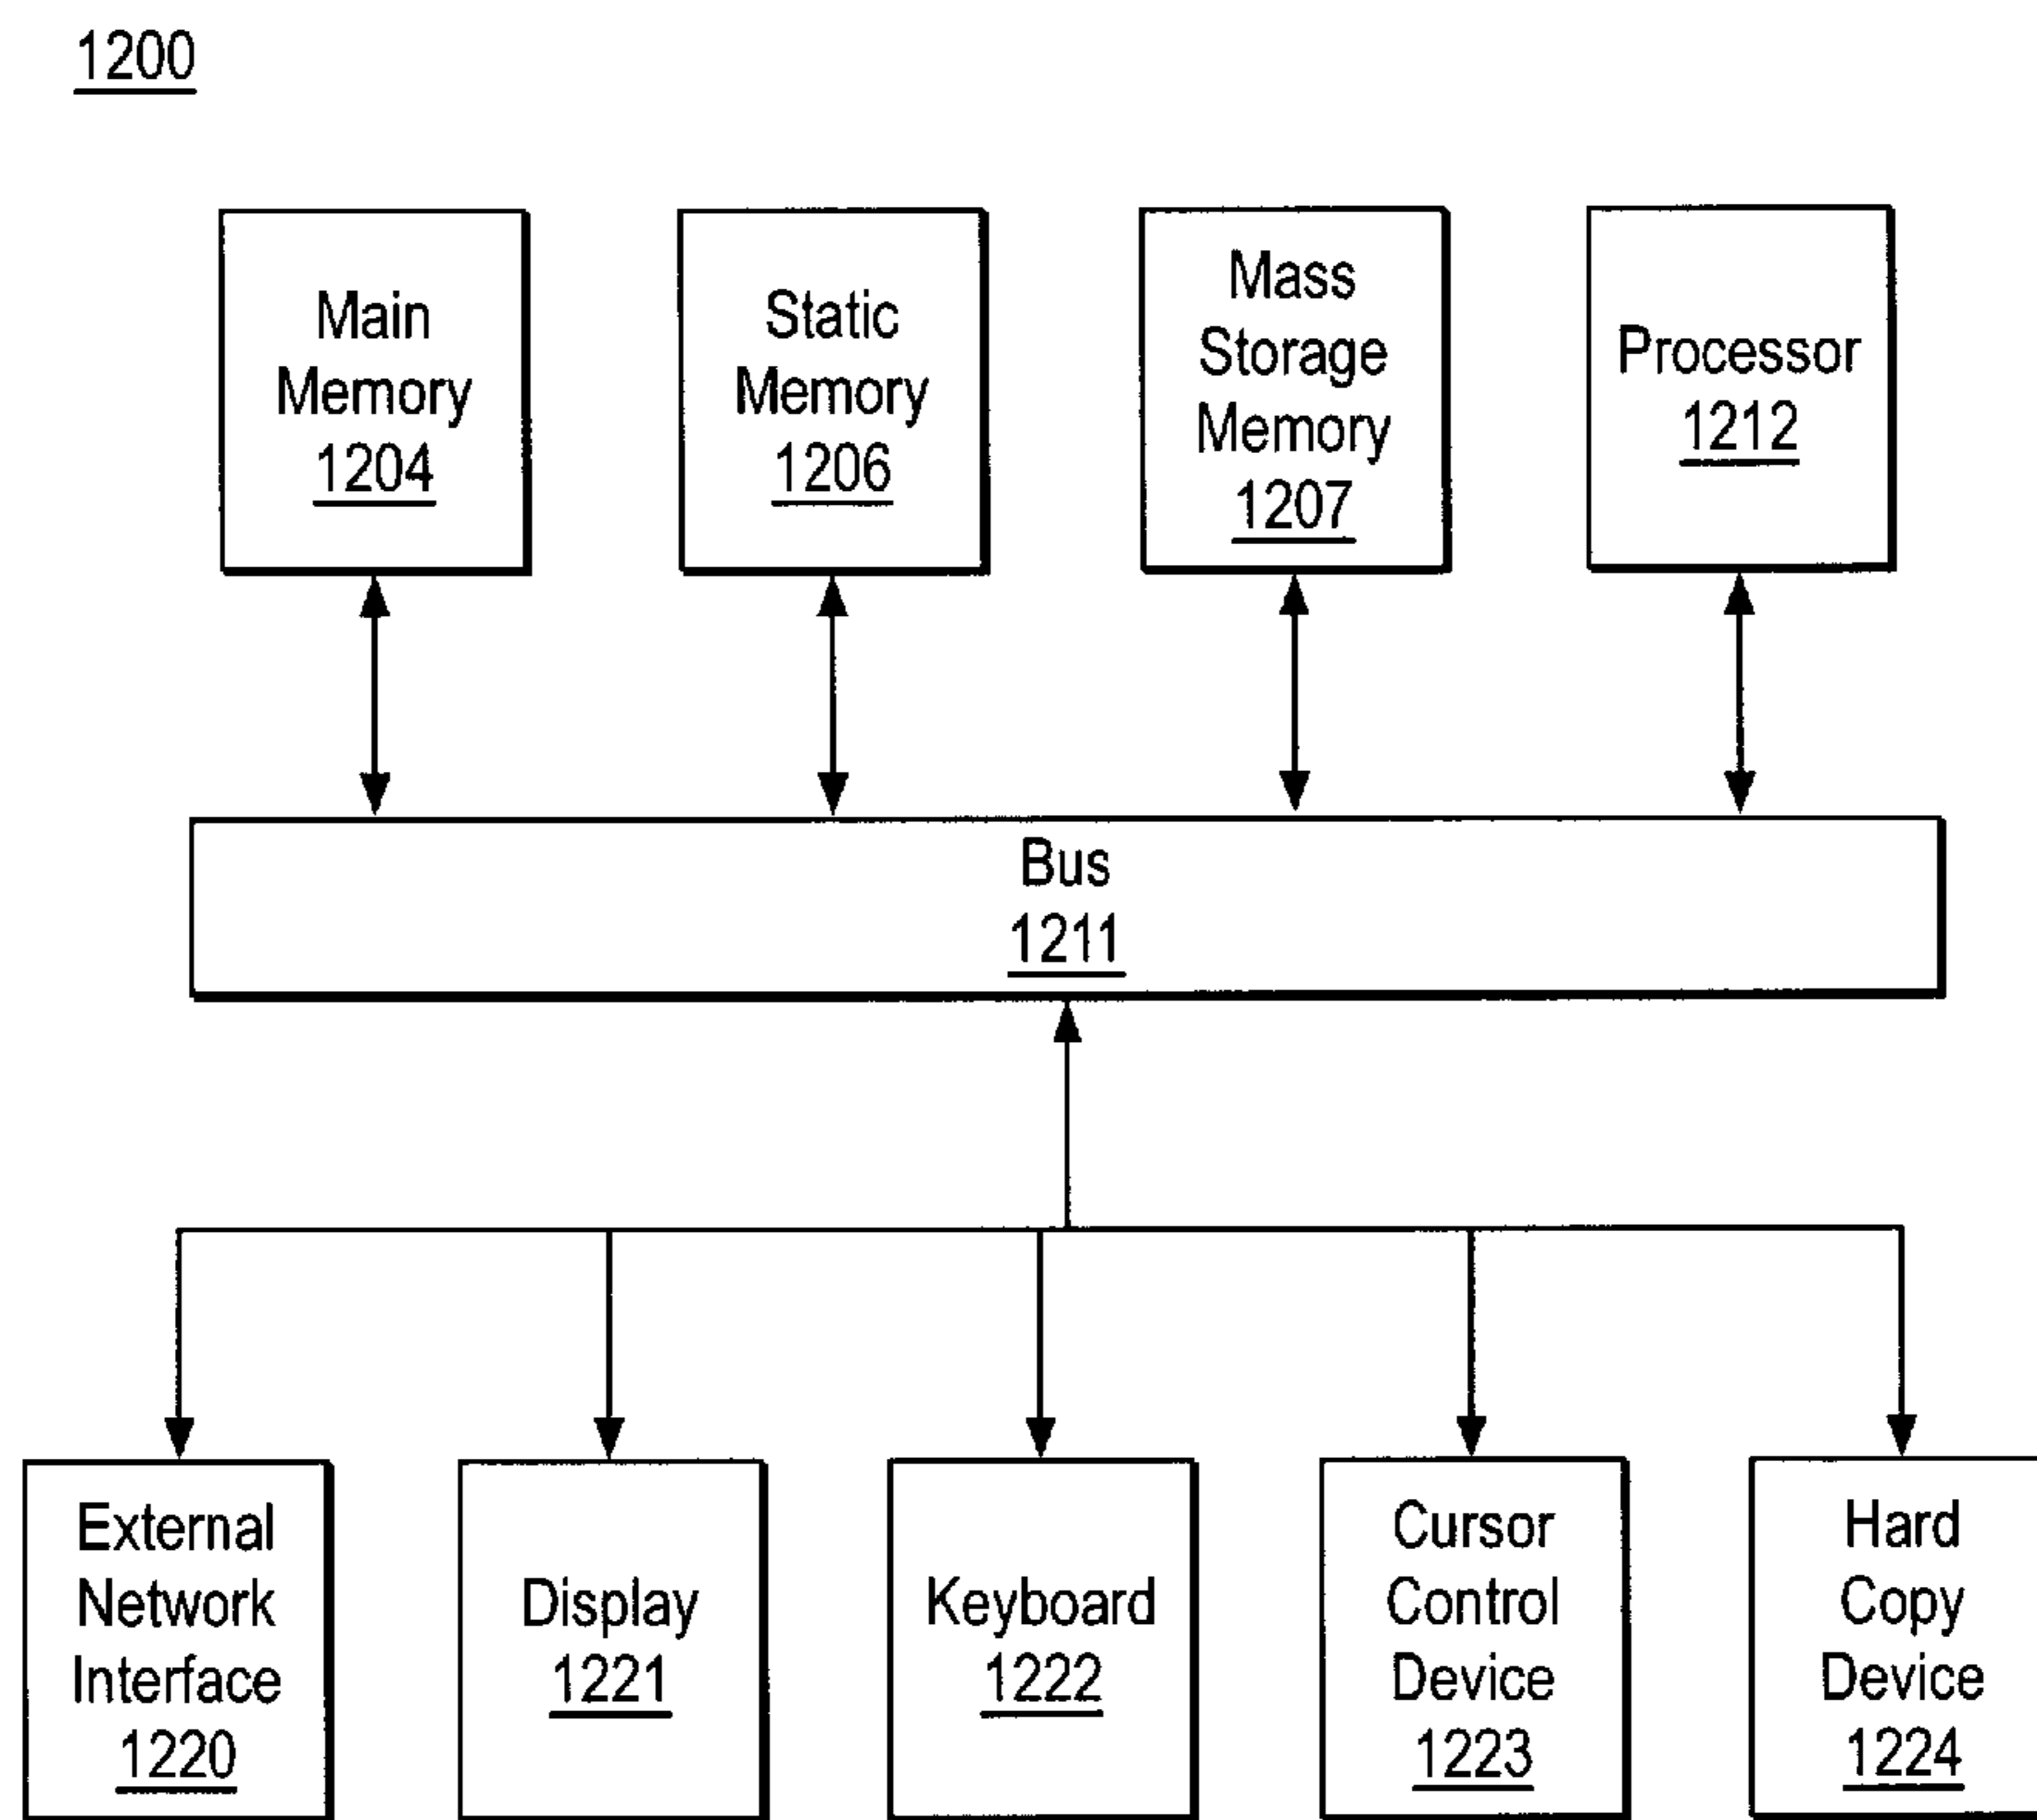 1200
Main
Memory
1204
Static
Memory
1206
Mass
Storage
Memory
1207
Processor
1212
Bus
1211
External
Network
Interface
1220
Display
1221
Keyboard
1222
Cursor
Control
Device
1223
Hard
Copy
Device
1224